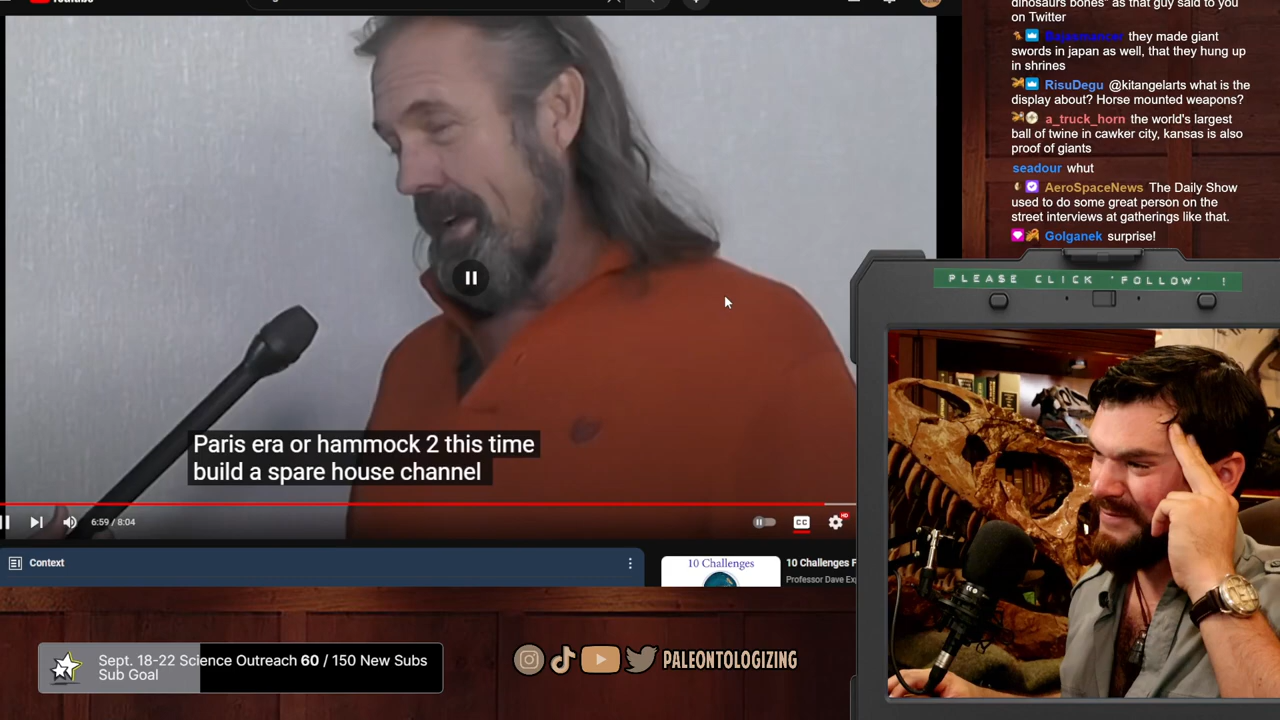 dinosaurs bones" as that guy said to you
on Twitter
they made giant
swords in japan as well, that they hung up
in shrines
RisuDegu @kitangelarts what is the
display about? Horse mounted weapons?
a_truck_horn the world's largest
ball of twine in cawker city, kansas is also
proof of giants
seadour whut
AeroSpaceNews The Daily Show
used to do some great person on the
street interviews at gatherings like that.
Golganek surprise!
PLEASE CLICK 'FOLLOW' !
Paris era or hammock 2 this time
build a spare house channel
6:59 / 8:04
CC
HD
Context
10 Challenges
10 Challenges F
Professor Dave Exp
Sept. 18-22 Science Outreach 60 / 150 New Subs
Sub Goal
PALEONTOLOGIZING